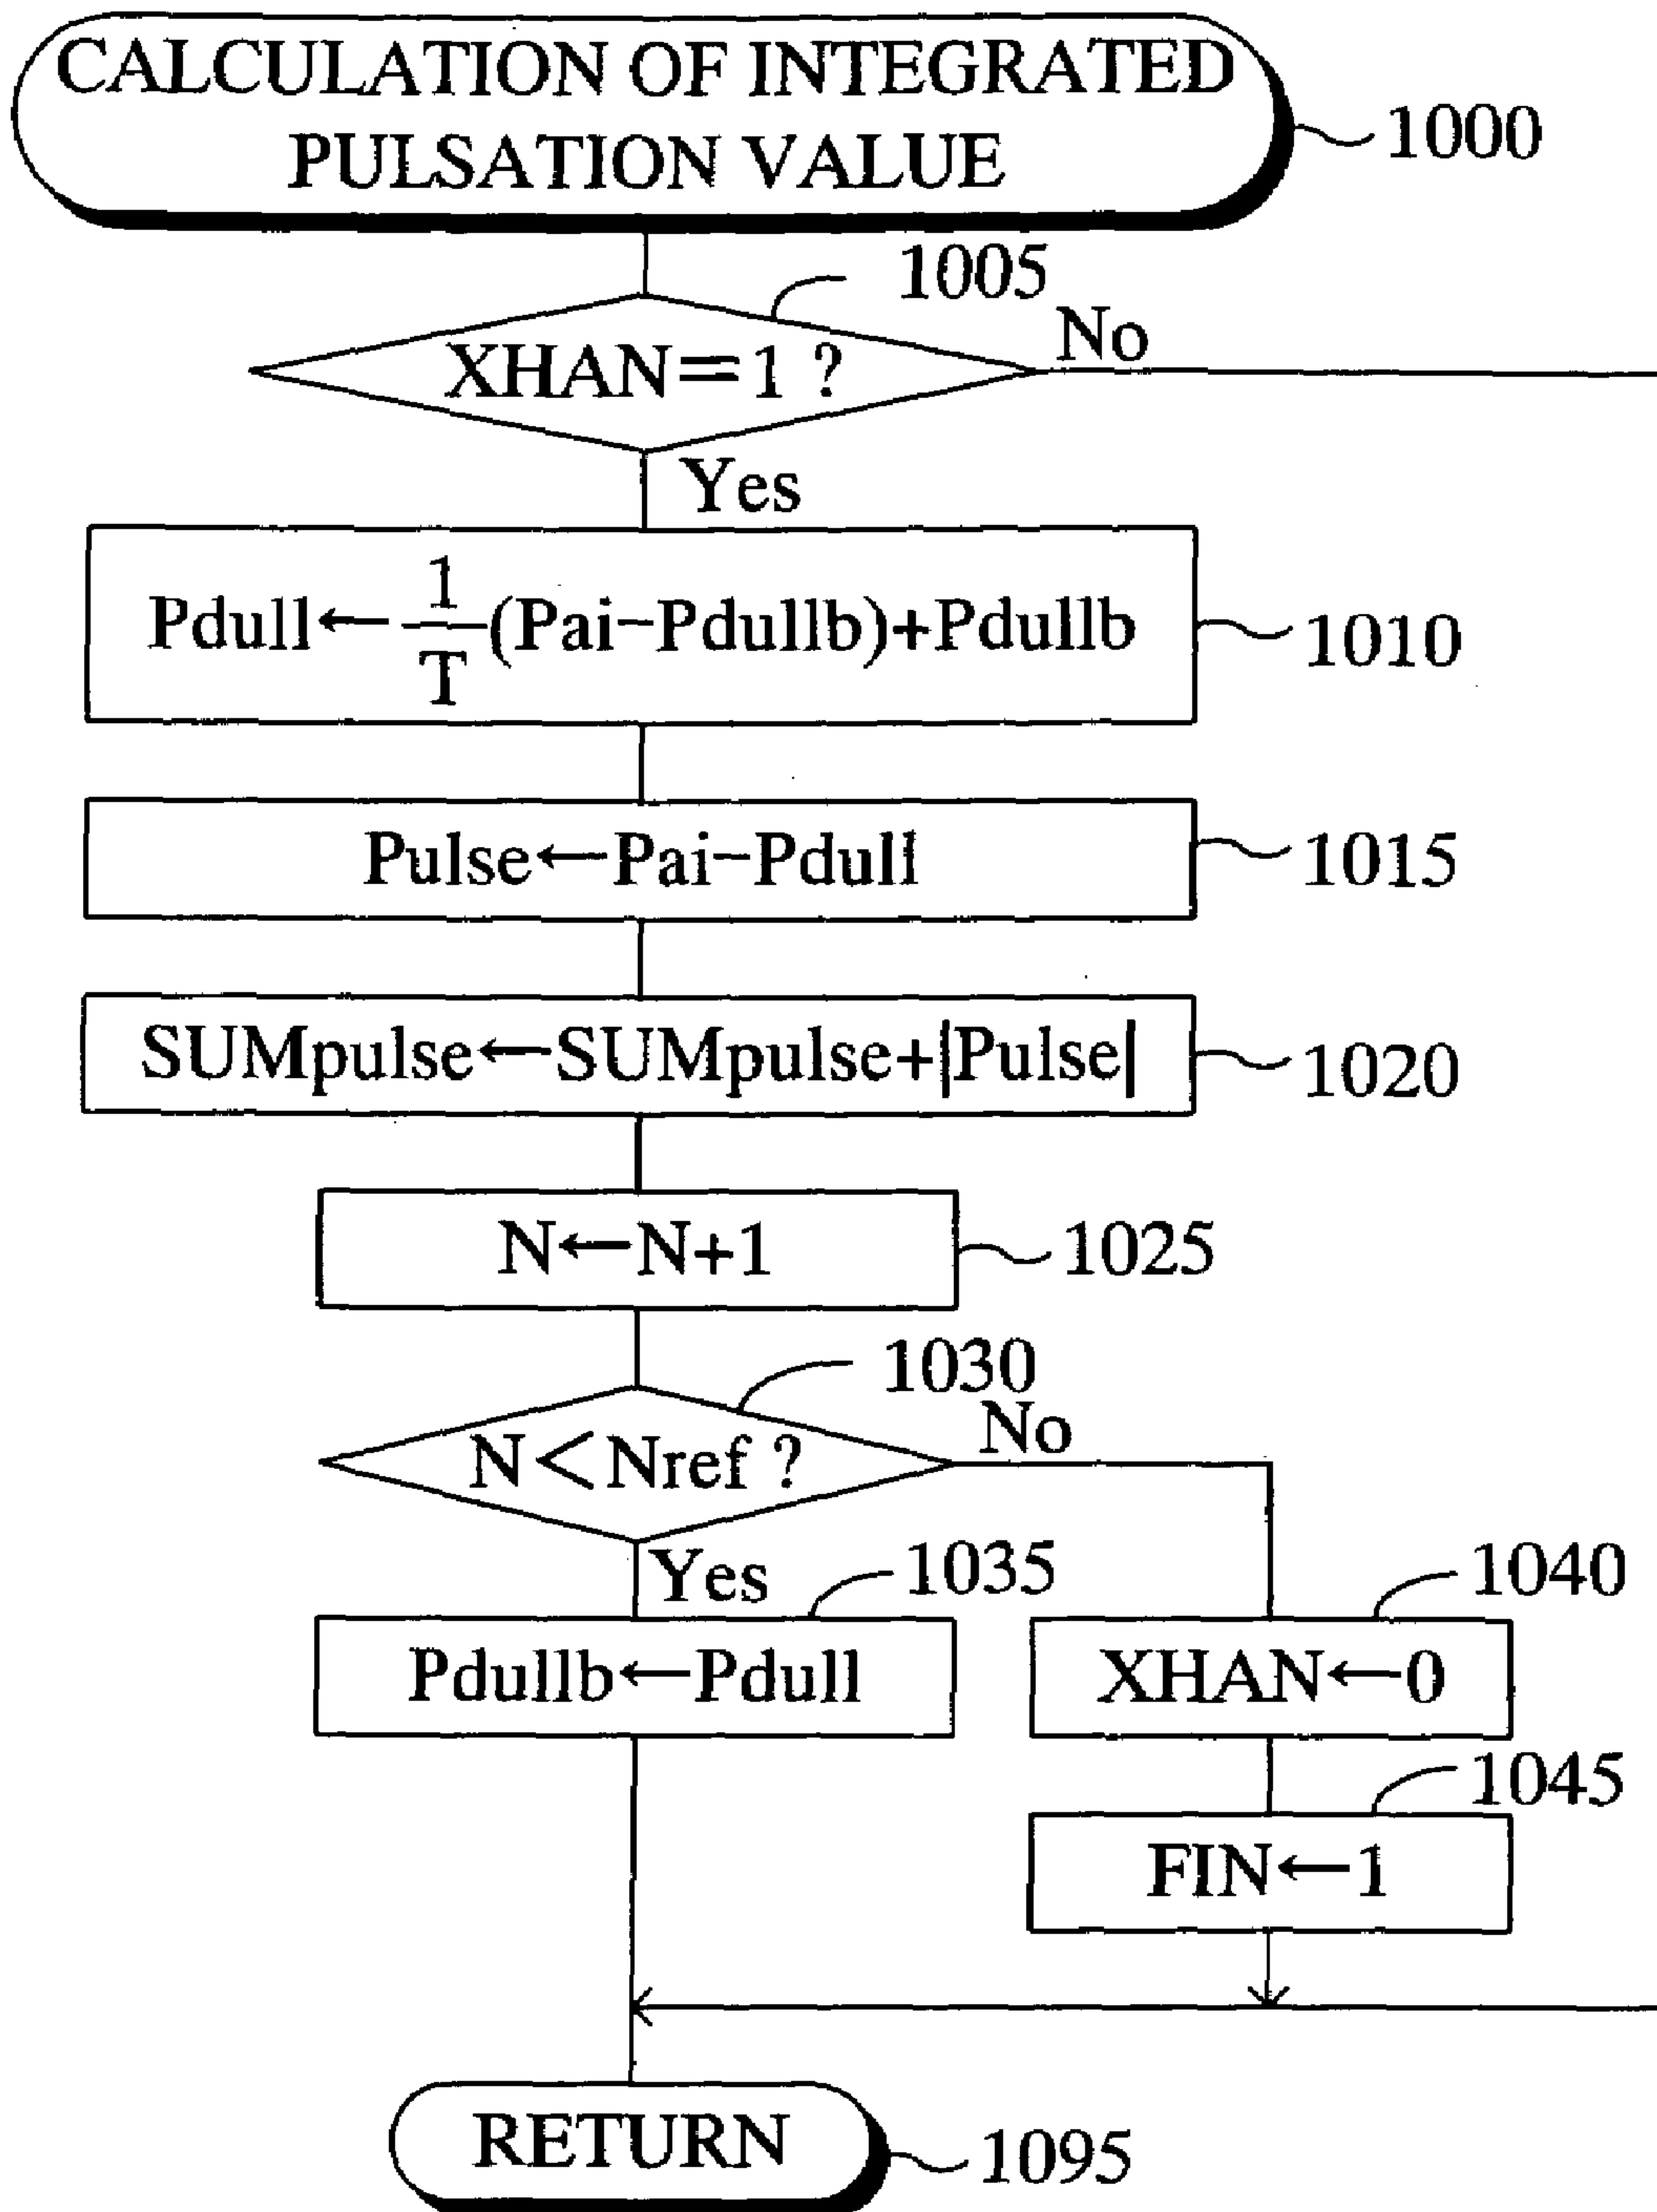 CALCULATION OF INTEGRATED
PULSATION VALUE
1000
1005
XHAN=1 ?
No
Yes
Pdull←1/T(Pai-Pdullb)+Pdullb
1010
Pulse←Pai-Pdull
1015
SUMpulse←SUMpulse+|Pulse|
1020
N←N+1
1025
1030
N<Nref ?
No
Yes
1035
1040
Pdullb←Pdull
XHAN←0
1045
FIN←1
RETURN
1095